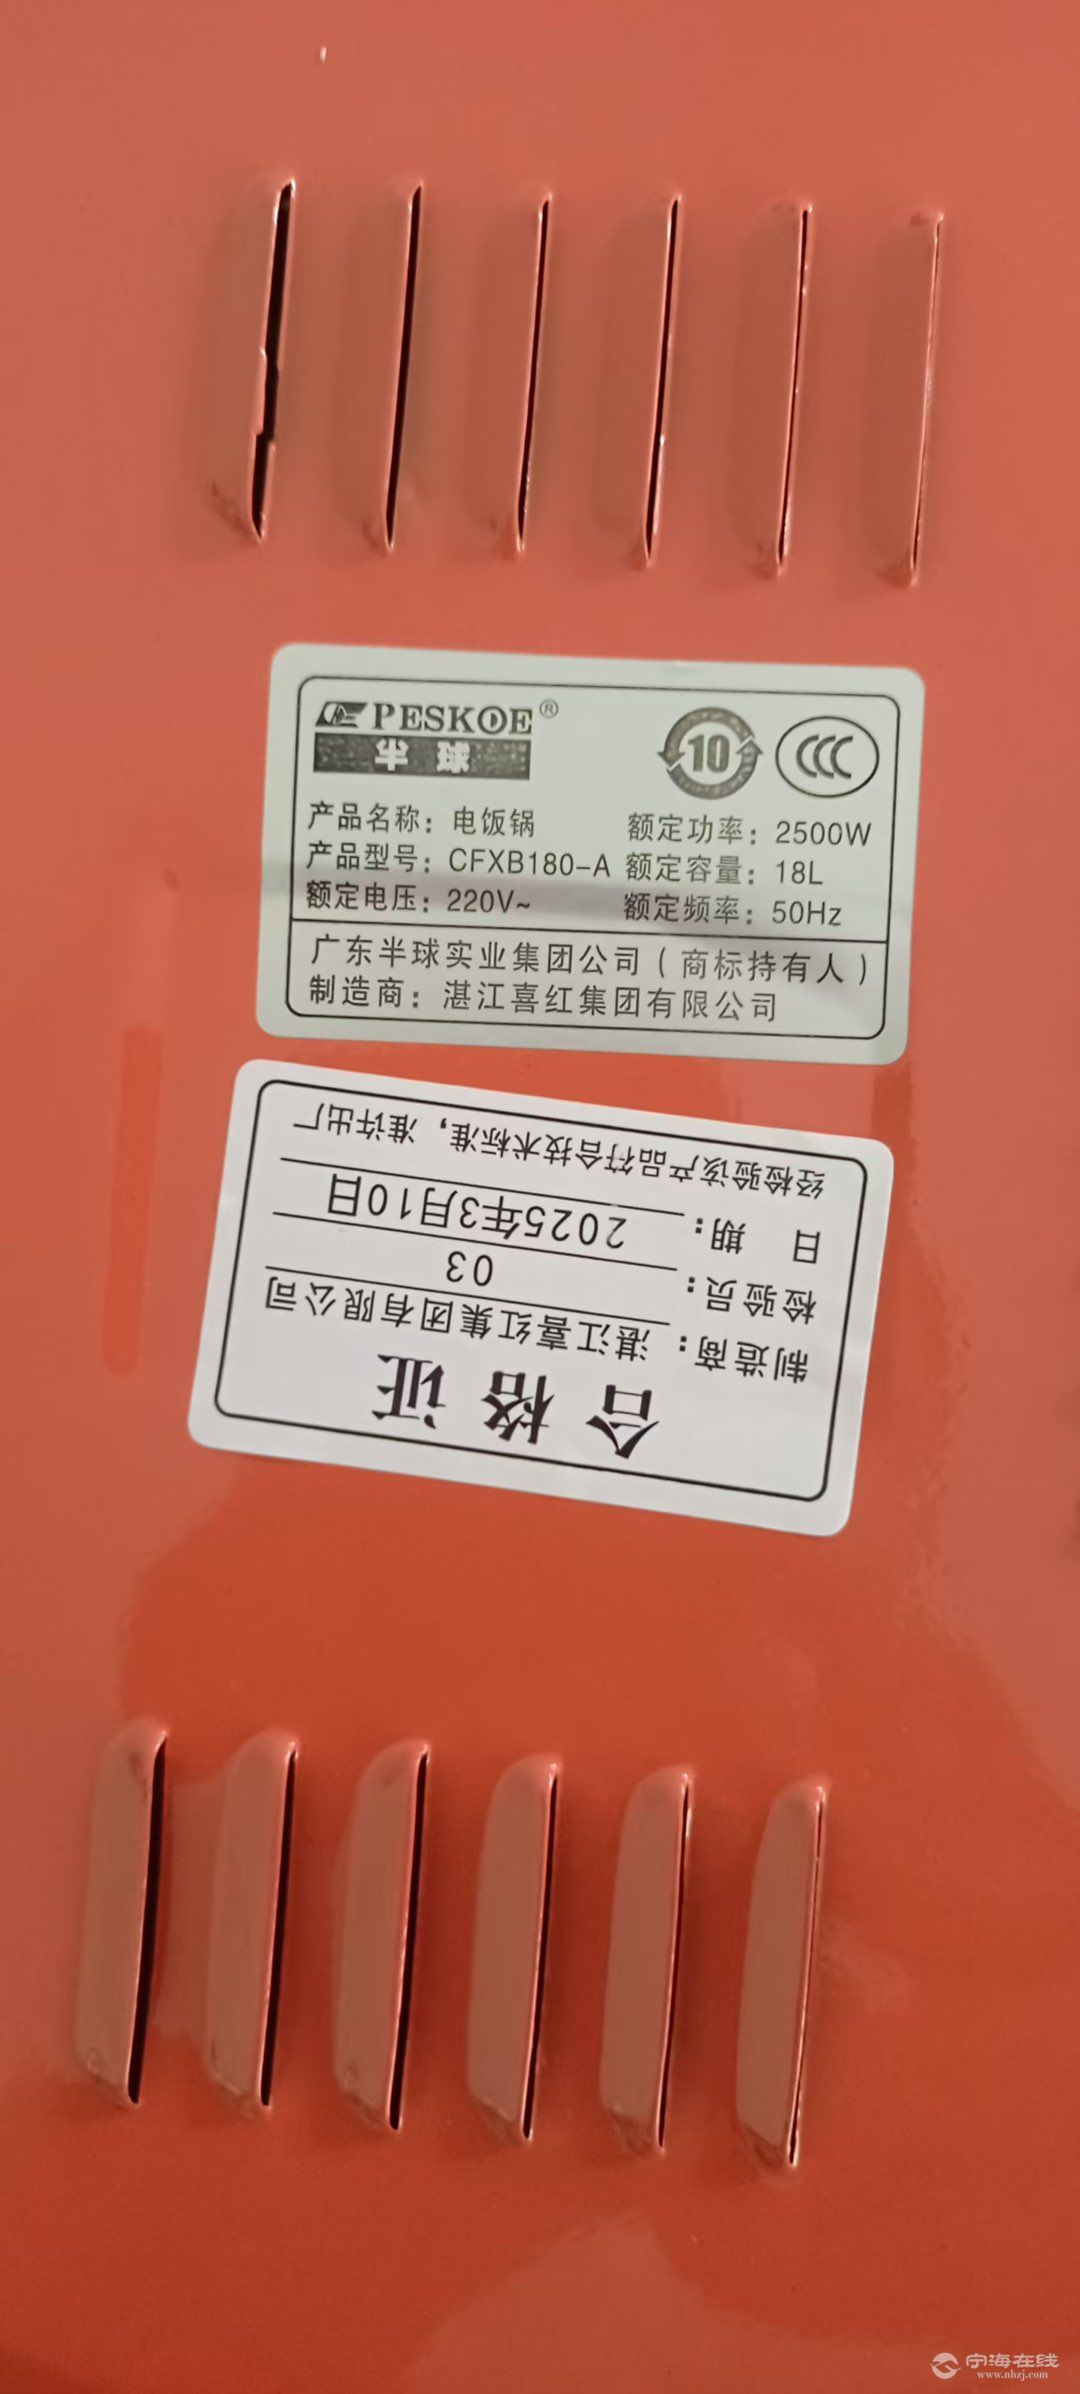 PESKOE®
半球
10 CCC
产品名称：电饭锅 额定功率：2500W
产品型号：CFXB180-A 额定容量：18L
额定电压：220V~ 额定频率：50Hz
广东半球实业集团公司（商标持有人）
制造商：湛江喜红集团有限公司
合格证
制造商：湛江喜红集团有限公司
检验员：03
日 期：2025年3月10日
经检验该产品符合技术标准，准许出厂
宁海在线
www.nhzj.com